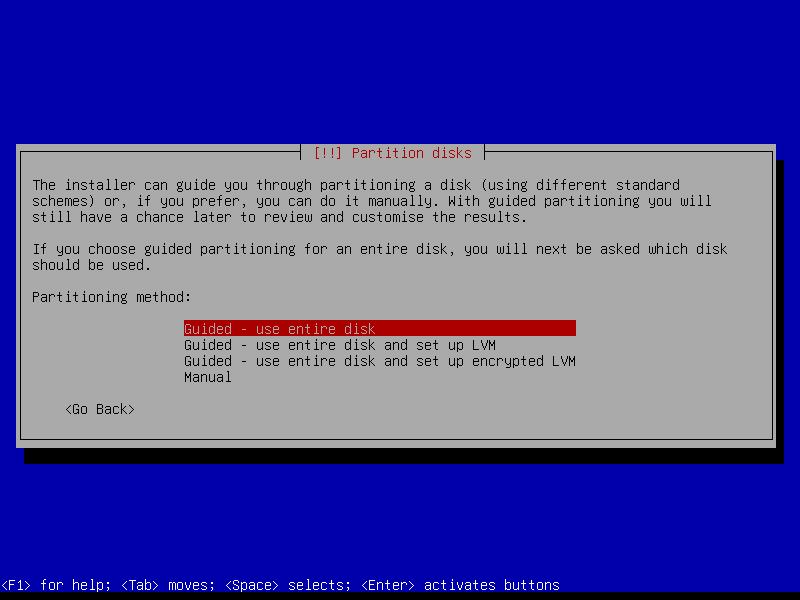 [!!] Partition disks
The installer can guide you through partitioning a disk (using different standard
schemes) or, if you prefer, you can do it manually. With guided partitioning you will
still have a chance later to review and customise the results.
If you choose guided partitioning for an entire disk, you will next be asked which disk
should be used.
Partitioning method:
Guided - use entire disk
Guided - use entire disk and set up LVM
Guided - use entire disk and set up encrypted LVM
Manual
<Go Back>
<F1> for help; <Tab> moves; <Space> selects; <Enter> activates buttons